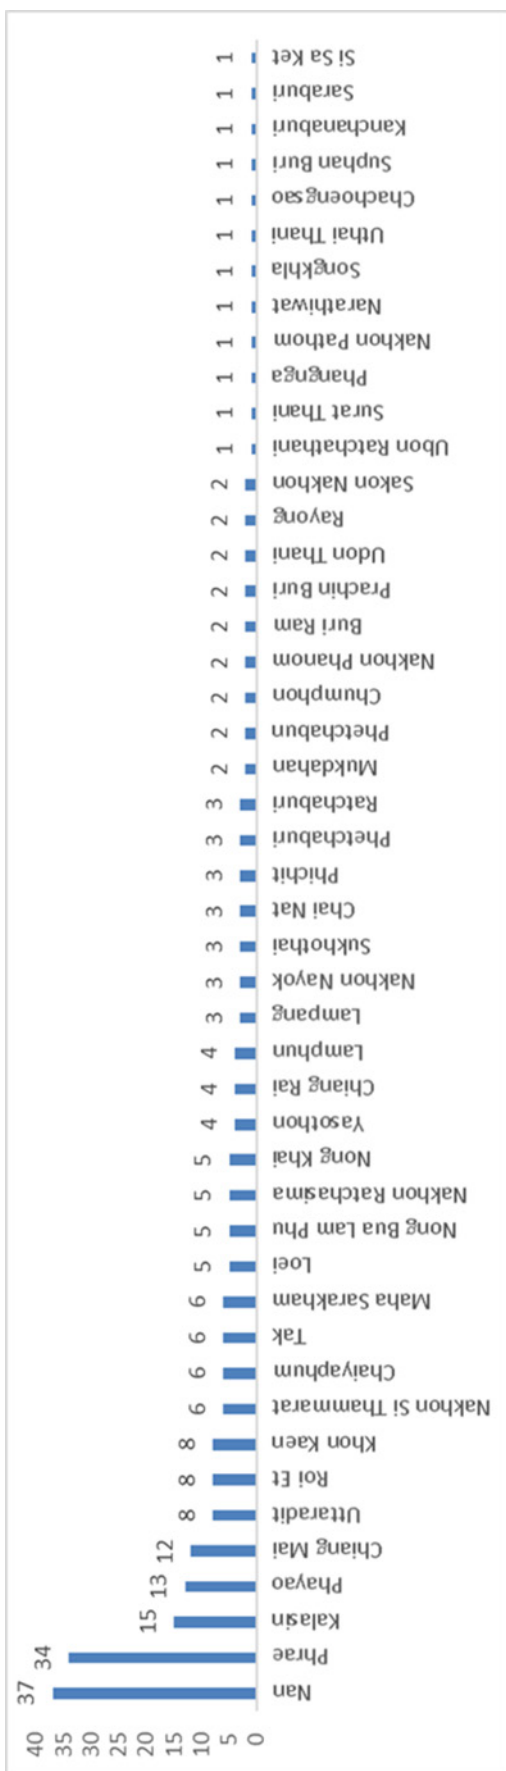 40
35
30
25
20
15
10
5
0
37 Nan
34 Phrae
15 Kalasin
13 Phayao
12 Chiang Mai
8 Uttaradit
8 Roi Et
8 Khon Kaen
6 Nakhon Si Thammarat
6 Chaiyaphum
6 Tak
6 Maha Sarakham
5 Loei
5 Nong Bua Lam Phu
5 Nakhon Ratchasima
5 Nong Khai
4 Yasothon
4 Chiang Rai
4 Lamphun
3 Lampang
3 Nakhon Nayok
3 Sukhothai
3 Chai Nat
3 Phichit
3 Phetchaburi
3 Ratchaburi
2 Mukdahan
2 Phetchabun
2 Chumphon
2 Nakhon Phanom
2 Buri Ram
2 Prachin Buri
2 Udon Thani
2 Rayong
2 Sakon Nakhon
1 Ubon Ratchathani
1 Surat Thani
1 Phangnga
1 Nakhon Pathom
1 Narathiwat
1 Songkhla
1 Uthai Thani
1 Chachoengsao
1 Suphan Buri
1 Kanchanaburi
1 Saraburi
1 Si Sa Ket